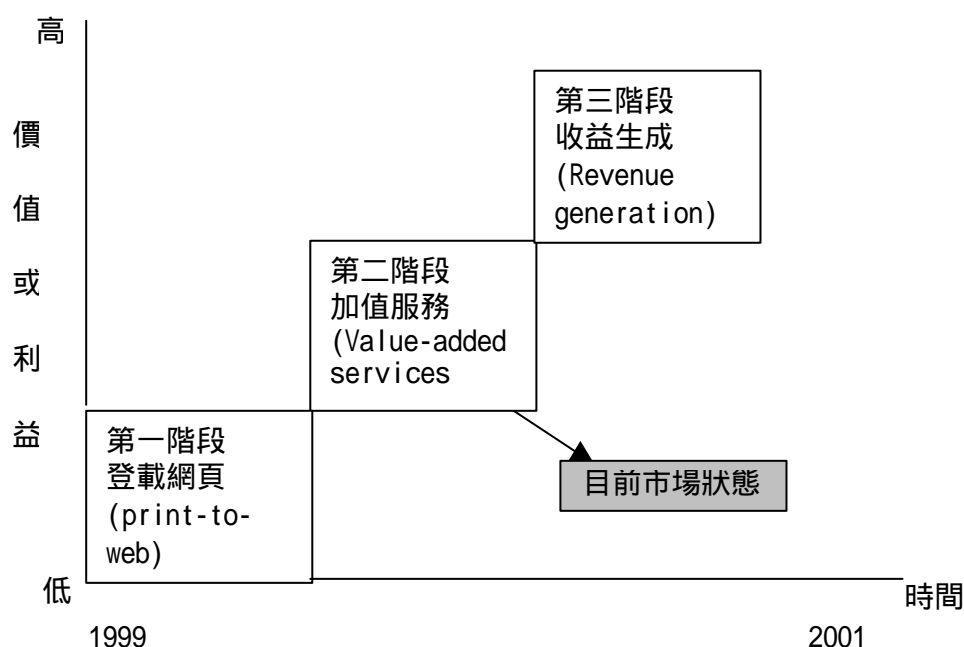 高
價
值
或
利
益
低
第三階段
收益生成
(Revenue
generation)
第二階段
加值服務
(Value-added
services
第一階段
登載網頁
(print-to-
web)
目前市場狀態
時間
1999
2001